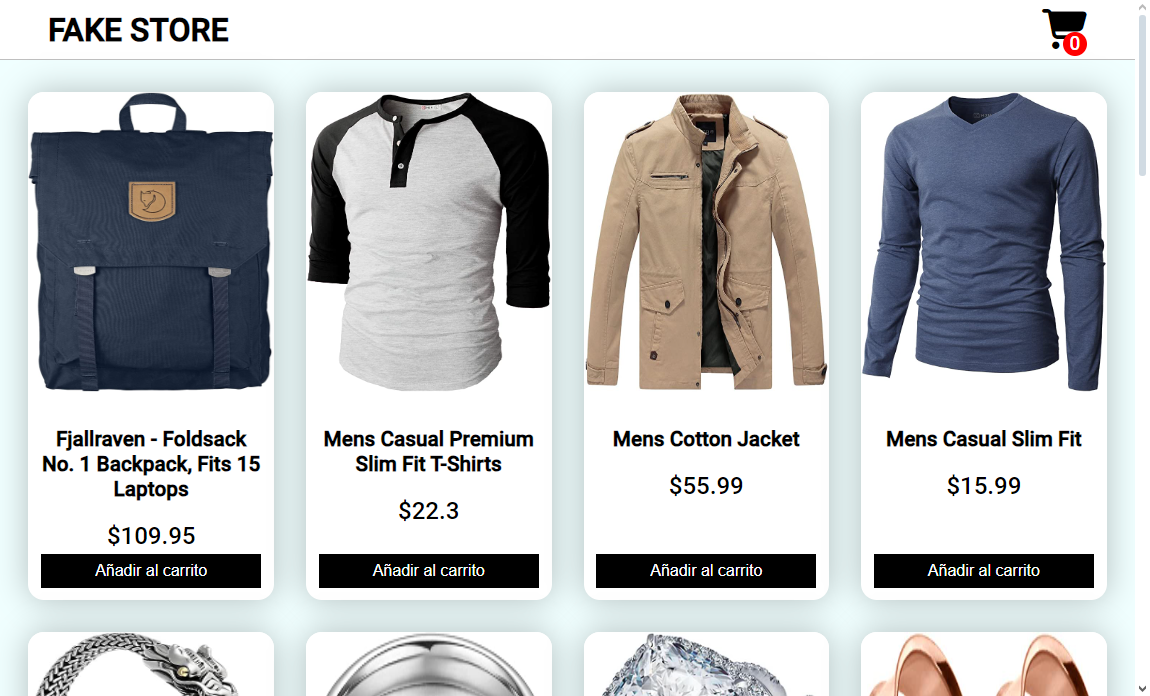 FAKE STORE
0
Fjallraven - Foldsack
No. 1 Backpack, Fits 15
Laptops
$109.95
Añadir al carrito
Mens Casual Premium
Slim Fit T-Shirts
$22.3
Añadir al carrito
Mens Cotton Jacket
$55.99
Añadir al carrito
Mens Casual Slim Fit
$15.99
Añadir al carrito